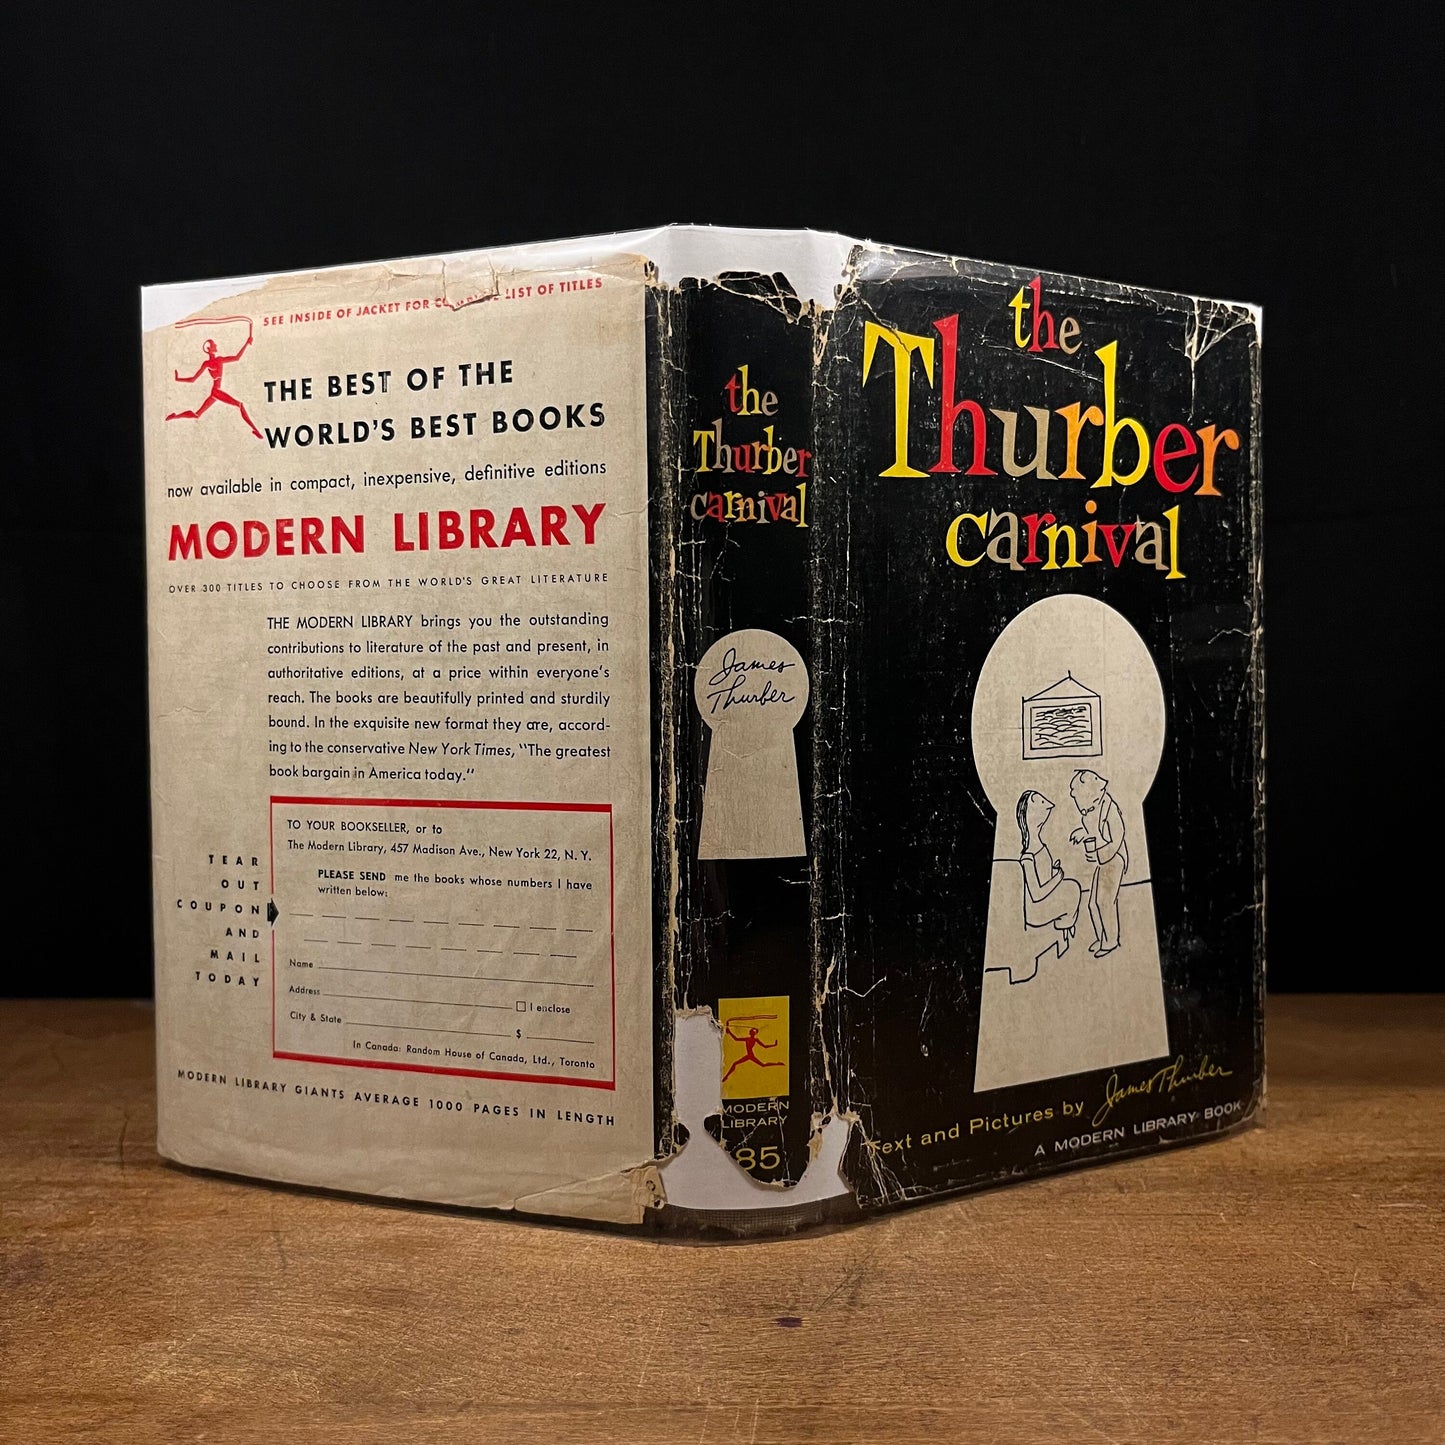 SEE INSIDE OF JACKET FOR LIST OF TITLES
THE BEST OF THE
WORLD'S BEST BOOKS
now available in compact, inexpensive, definitive editions
MODERN LIBRARY
OVER 300 TITLES TO CHOOSE FROM THE WORLD'S GREAT LITERATURE
THE MODERN LIBRARY brings you the outstanding
contributions to literature of the past and present, in
authoritative editions, at a price within everyone's
reach. The books are beautifully printed and sturdily
bound. In the exquisite new format they are, accord-
ing to the conservative New York Times, "The greatest
book bargain in America today."
TEAR
OUT
COUPON
AND
MAIL
TODAY
TO YOUR BOOKSELLER, or to
The Modern Library, 457 Madison Ave., New York 22, N. Y.
PLEASE SEND me the books whose numbers I have
written below:
Name
Address
I enclose
City & State $
In Canada: Random House of Canada, Ltd., Toronto
MODERN LIBRARY GIANTS AVERAGE 1000 PAGES IN LENGTH
the
Thurber
carnival
James
Thurber
MODERN
LIBRARY
85
the
Thurber
carnival
Text and Pictures by James Thurber
A MODERN LIBRARY BOOK